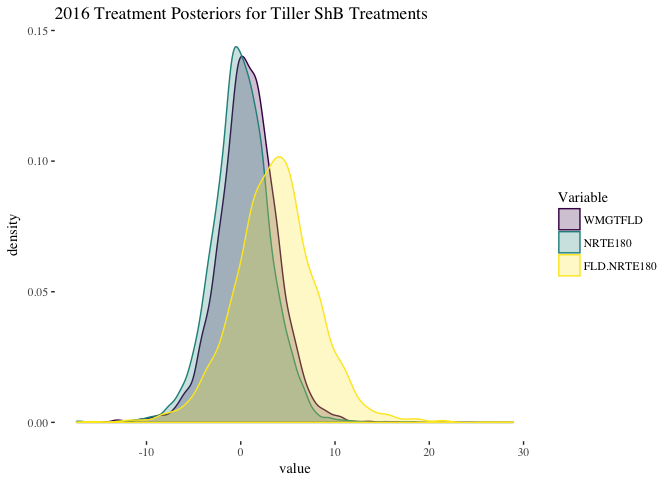 2016 Treatment Posteriors for Tiller ShB Treatments
0.15
0.10
0.05
0.00
density
-10
0
10
20
30
value
Variable
WMGTFLD
NRTE180
FLD.NRTE180